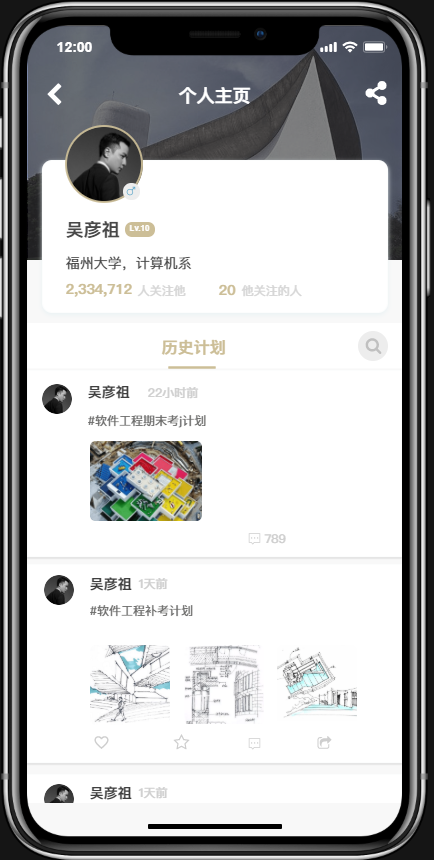 12:00
个人主页
吴彦祖 Lv.10
福州大学，计算机系
2,334,712 人关注他 20 他关注的人
历史计划
吴彦祖 22小时前
#软件工程期末考j计划
789
吴彦祖 1天前
#软件工程补考计划
吴彦祖 1天前